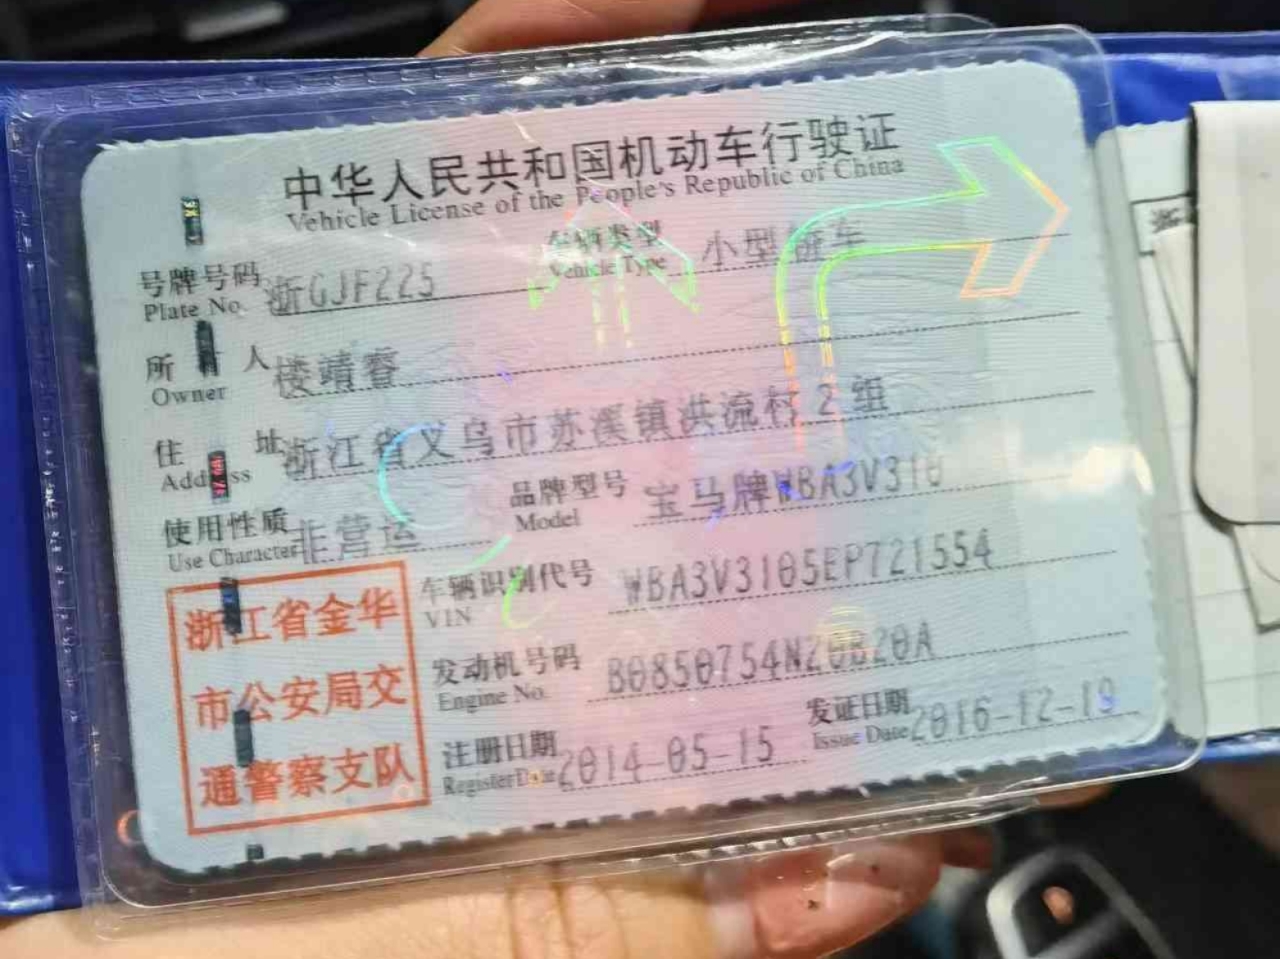 中华人民共和国机动车行驶证
Vehicle License of the People's Republic of China
号牌号码 浙GJF225 车辆类型 小型轿车
Plate No. Vehicle Type
所有人 楼靖睿
Owner
住址 浙江省义乌市苏溪镇洪流村2组
Address
使用性质 非营运 品牌型号 宝马牌WBA3V310
Use Character Model
浙江省金华
市公安局交
通警察支队
车辆识别代号 WBA3V3105EP721554
VIN
发动机号码 B0850754N20B20A
Engine No.
注册日期 2014-05-15 发证日期 2016-12-19
Register Date Issue Date
浙